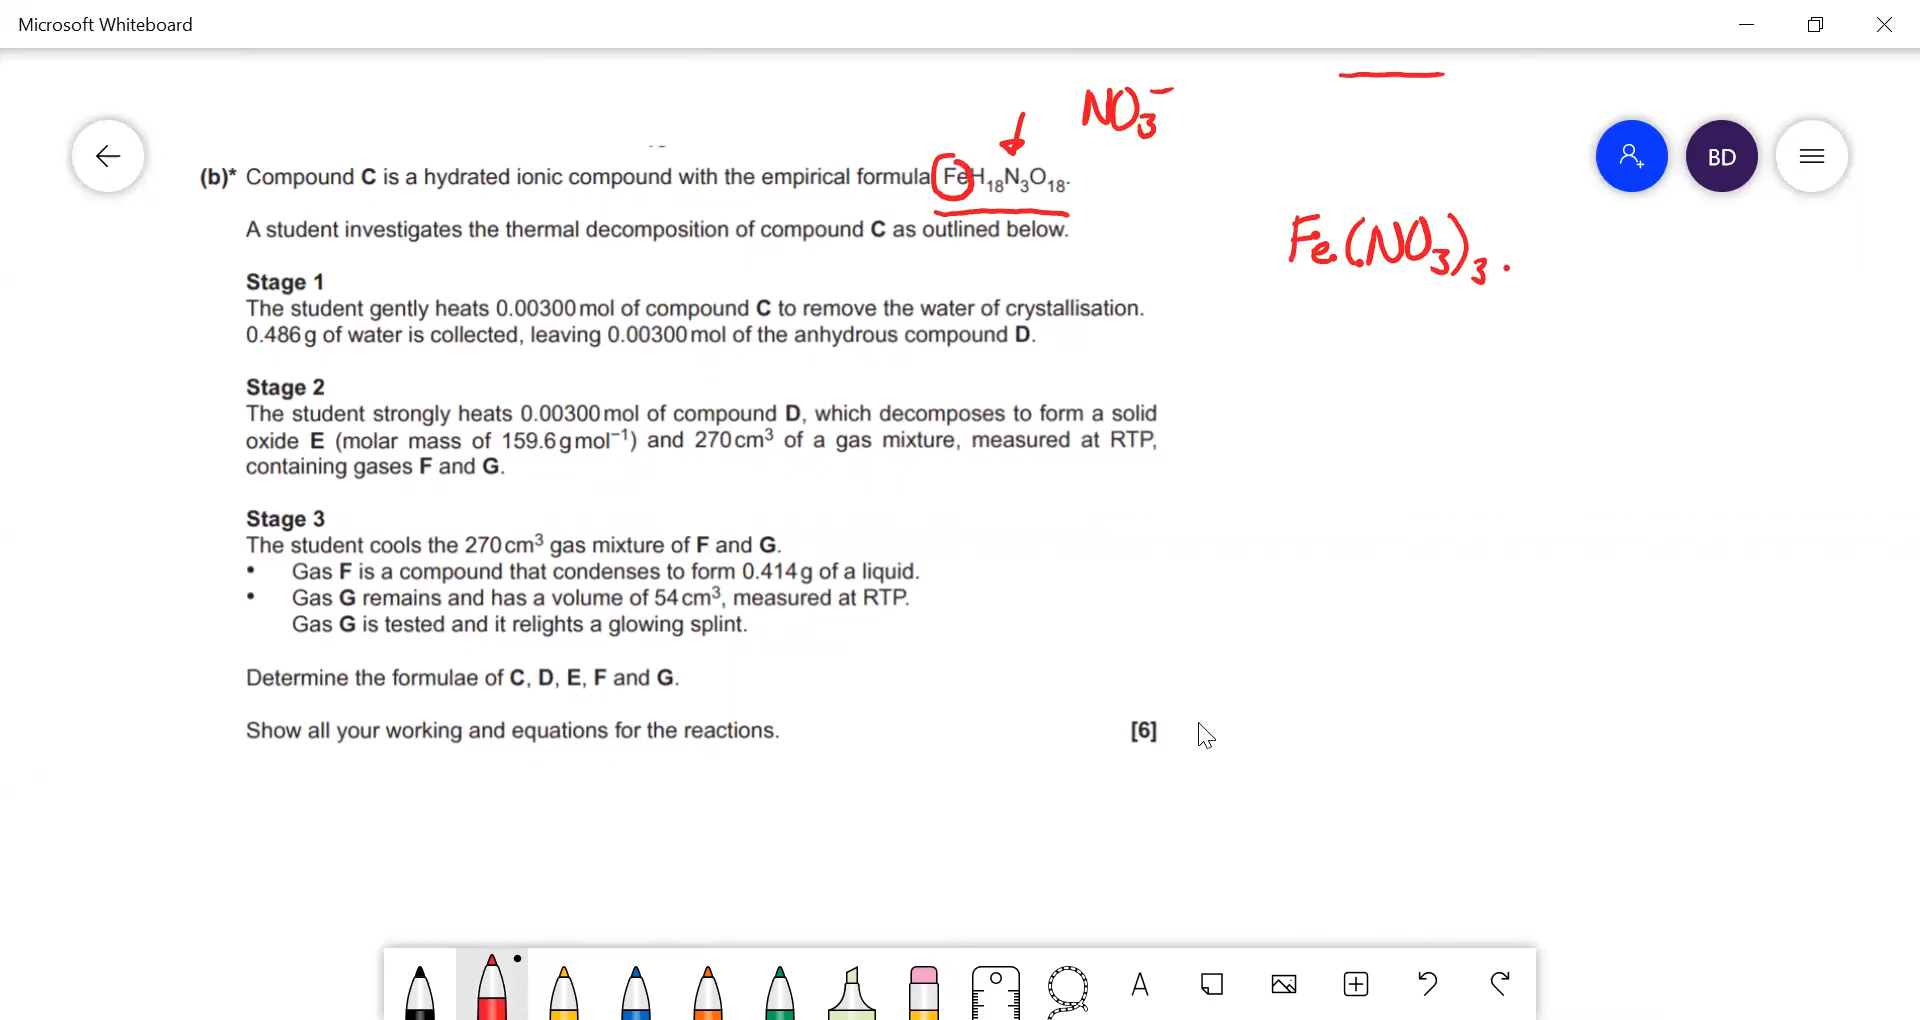 Microsoft Whiteboard
NO₃⁻
BD
(b)* Compound C is a hydrated ionic compound with the empirical formula FeH₁₈N₃O₁₈.
A student investigates the thermal decomposition of compound C as outlined below.
Fe(NO₃)₃.
Stage 1
The student gently heats 0.00300 mol of compound C to remove the water of crystallisation.
0.486 g of water is collected, leaving 0.00300 mol of the anhydrous compound D.
Stage 2
The student strongly heats 0.00300 mol of compound D, which decomposes to form a solid
oxide E (molar mass of 159.6 g mol⁻¹) and 270 cm³ of a gas mixture, measured at RTP,
containing gases F and G.
Stage 3
The student cools the 270 cm³ gas mixture of F and G.
• Gas F is a compound that condenses to form 0.414 g of a liquid.
• Gas G remains and has a volume of 54 cm³, measured at RTP.
Gas G is tested and it relights a glowing splint.
Determine the formulae of C, D, E, F and G.
Show all your working and equations for the reactions. [6]
A